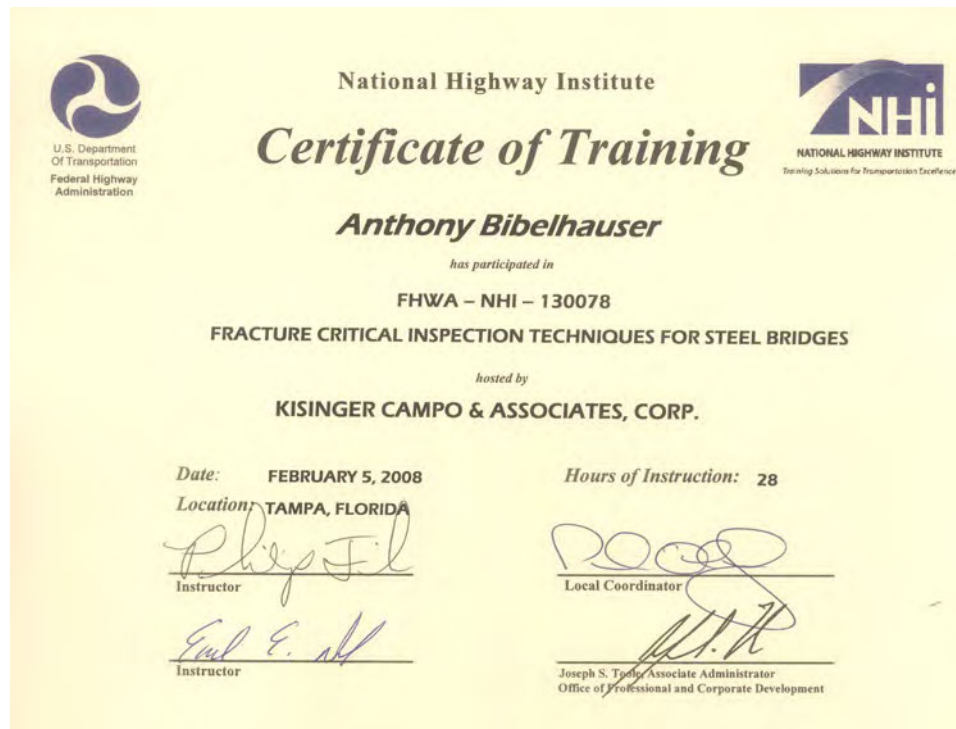 National Highway Institute
Certificate of Training
U.S. Department
Of Transportation
Federal Highway
Administration
NHi
NATIONAL HIGHWAY INSTITUTE
Training Solutions for Transportation Excellence
Anthony Bibelhauser
has participated in
FHWA – NHI – 130078
FRACTURE CRITICAL INSPECTION TECHNIQUES FOR STEEL BRIDGES
hosted by
KISINGER CAMPO & ASSOCIATES, CORP.
Date: FEBRUARY 5, 2008
Hours of Instruction: 28
Location: TAMPA, FLORIDA
Philip
Instructor
Local Coordinator
E.
Instructor
Joseph S. Toole, Associate Administrator
Office of Professional and Corporate Development